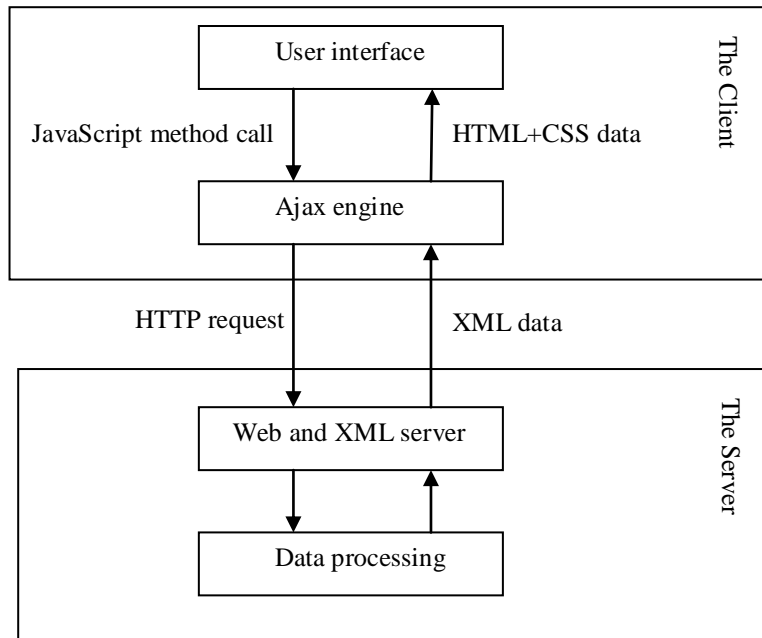 User interface
The Client
JavaScript method call
HTML+CSS data
Ajax engine
HTTP request
XML data
Web and XML server
The Server
Data processing